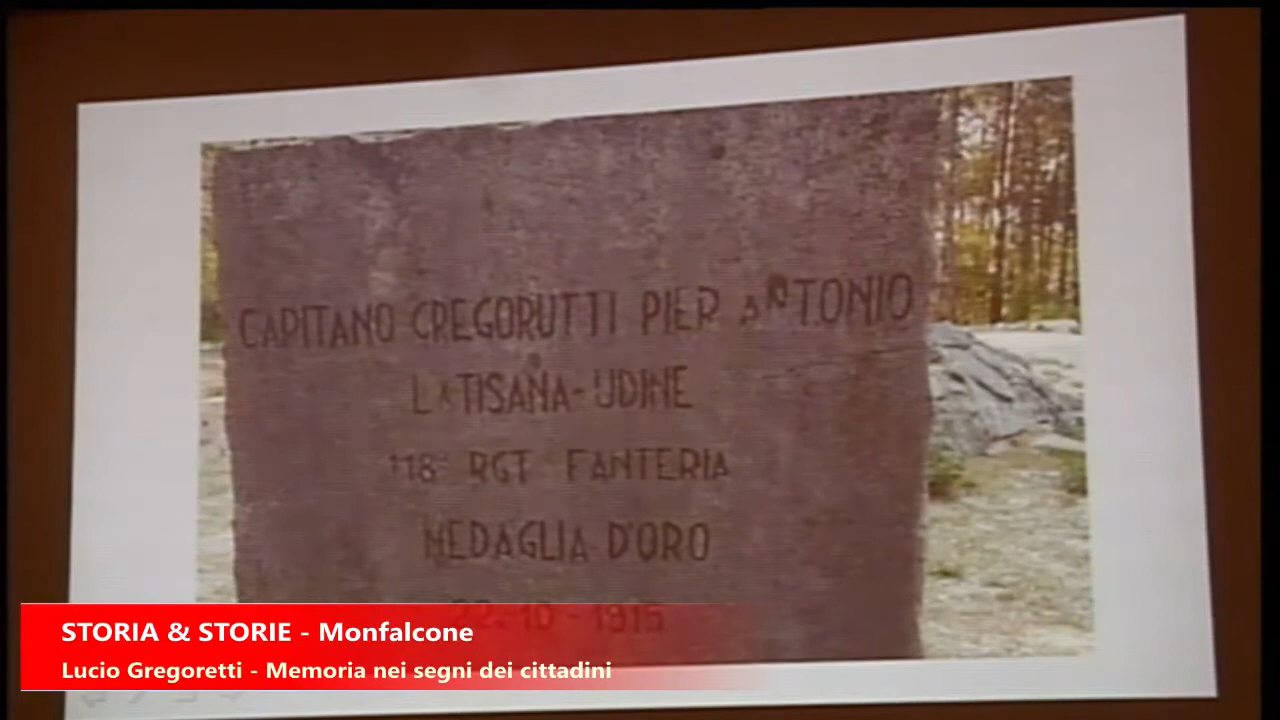 CAPITANO GREGORUTTI PIER ANTONIO
LATISANA - UDINE
118° RGT FANTERIA
MEDAGLIA D'ORO
22-10-1915
STORIA & STORIE - Monfalcone
Lucio Gregoretti - Memoria nei segni dei cittadini